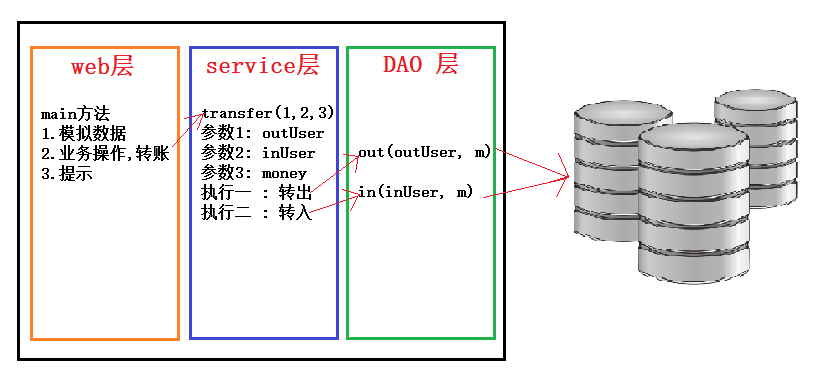 web层
main方法
1.模拟数据
2.业务操作,转账
3.提示
service层
transfer(1,2,3)
参数1: outUser
参数2: inUser
参数3: money
执行一 : 转出
执行二 : 转入
DAO 层
out(outUser, m)
in(inUser, m)